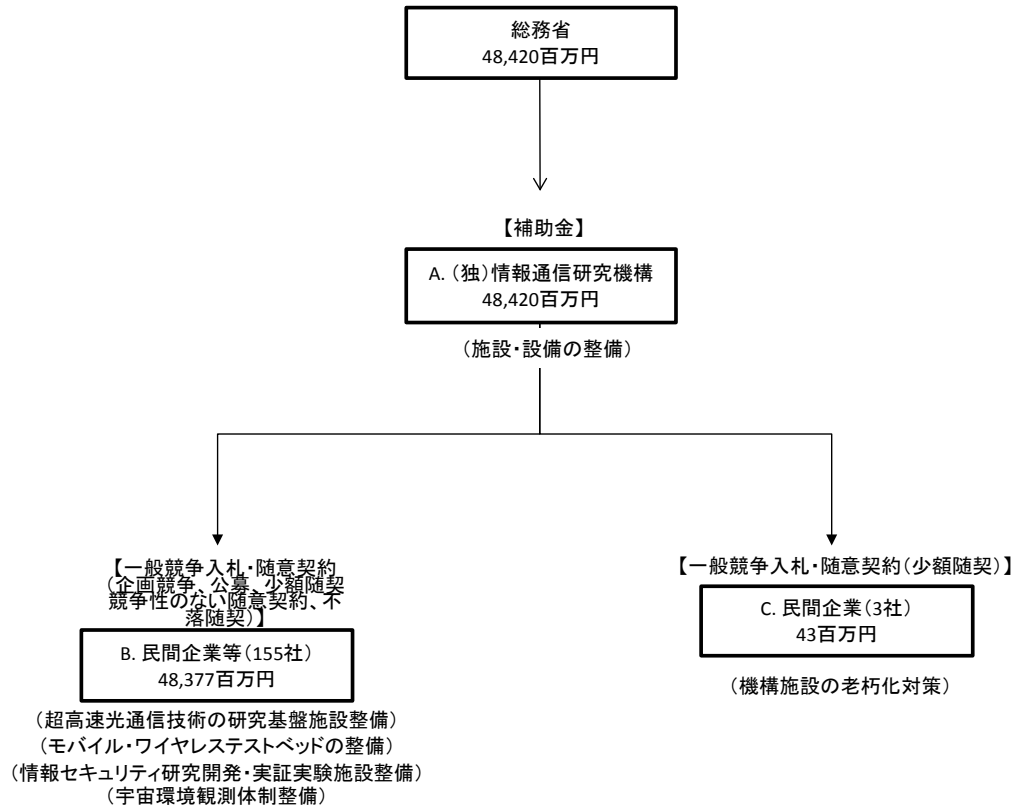 総務省
48,420百万円
【補助金】
A.（独）情報通信研究機構
48,420百万円
（施設・設備の整備）
【一般競争入札・随意契約
（企画競争、公募、少額随契
競争性のない随意契約、不
落随契）】
B. 民間企業等（155社）
48,377百万円
（超高速光通信技術の研究基盤施設整備）
（モバイル・ワイヤレステストベッドの整備）
（情報セキュリティ研究開発・実証実験施設整備）
（宇宙環境観測体制整備）
【一般競争入札・随意契約（少額随契）】
C. 民間企業（3社）
43百万円
（機構施設の老朽化対策）